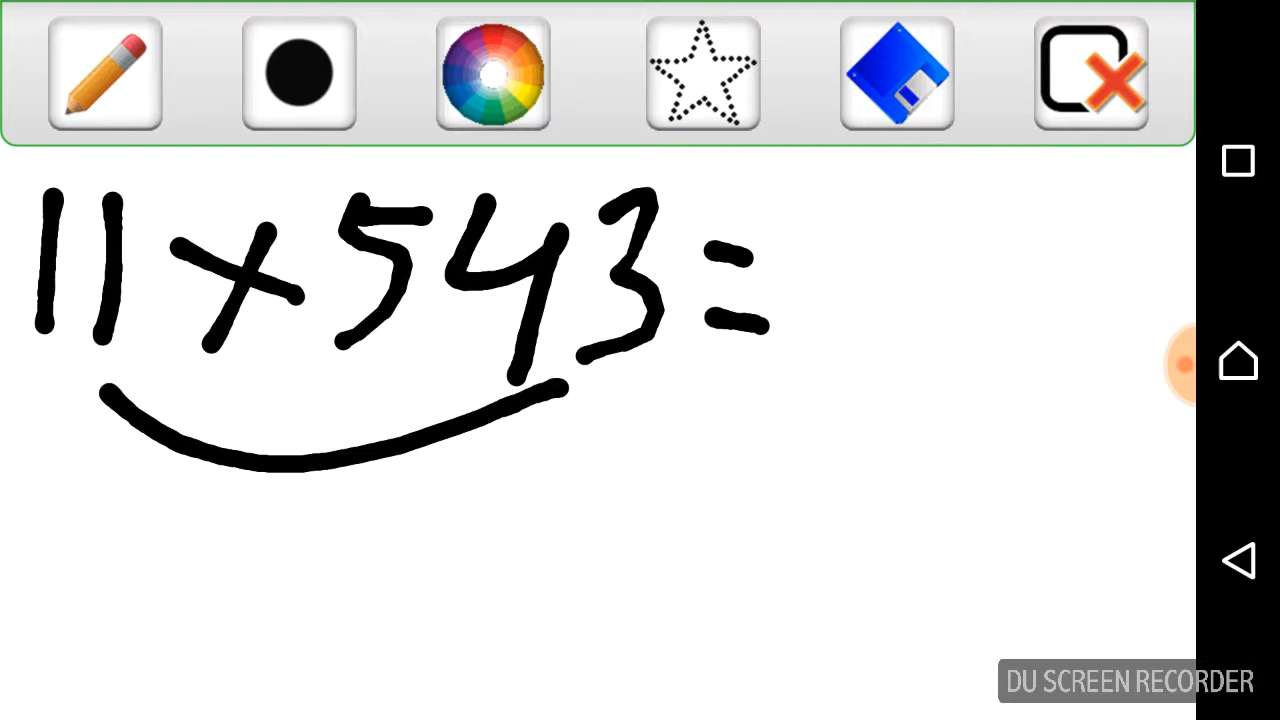 11 × 543 =
DU SCREEN RECORDER